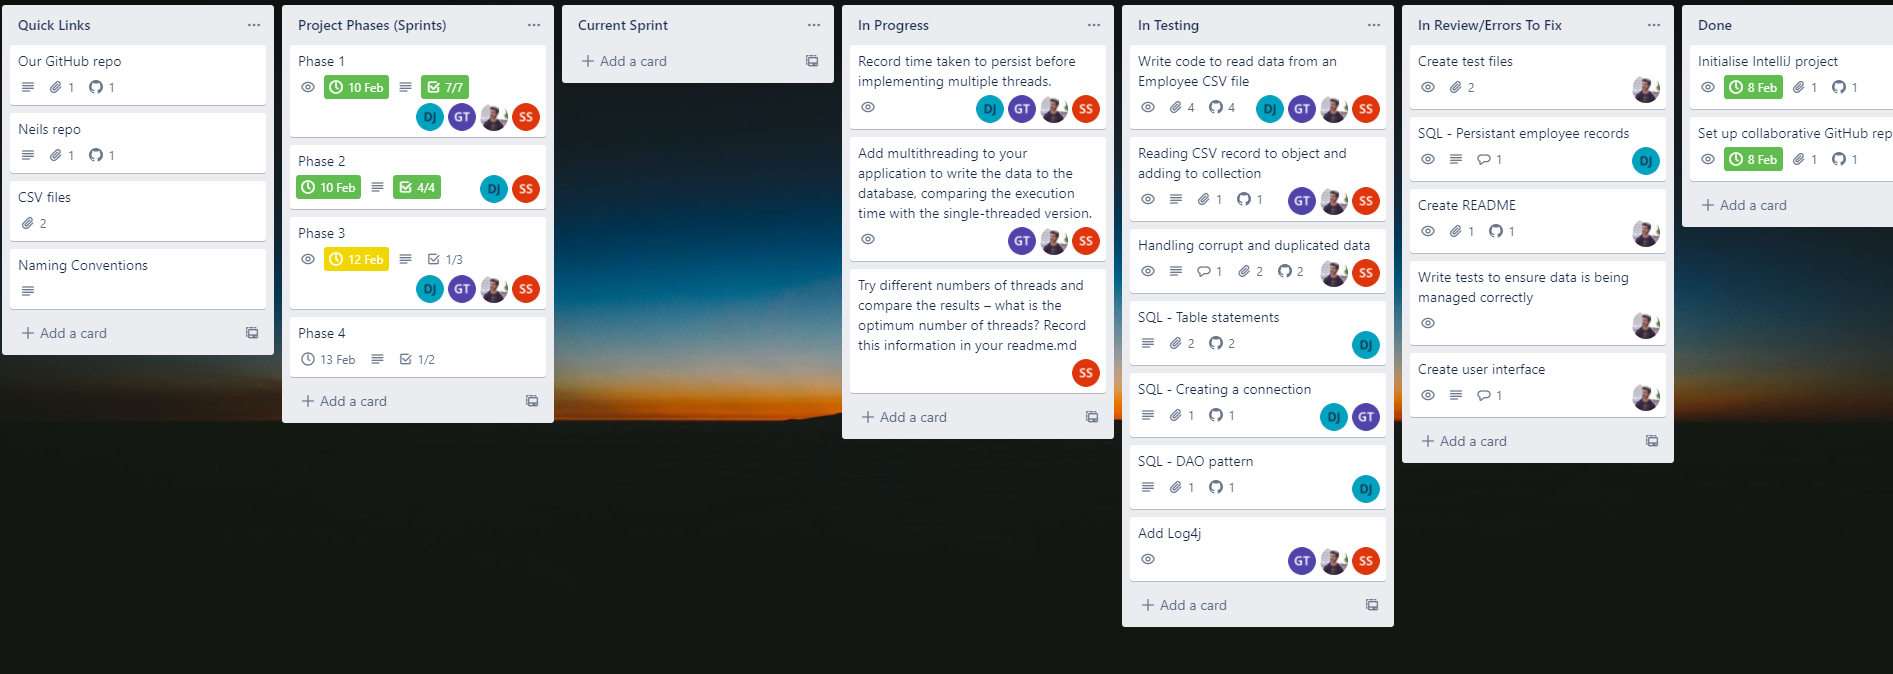 Quick Links
Our GitHub repo
1 1
Neils repo
1 1
CSV files
2
Naming Conventions
Add a card
Project Phases (Sprints)
Phase 1
10 Feb 7/7
DJ GT SS
Phase 2
10 Feb 4/4 DJ SS
Phase 3
12 Feb 1/3
DJ GT SS
Phase 4
13 Feb 1/2
Add a card
Current Sprint
Add a card
In Progress
Record time taken to persist before
implementing multiple threads.
DJ GT SS
Add multithreading to your
application to write the data to the
database, comparing the execution
time with the single-threaded version.
GT SS
Try different numbers of threads and
compare the results – what is the
optimum number of threads? Record
this information in your readme.md
SS
Add a card
In Testing
Write code to read data from an
Employee CSV file
4 4 DJ GT SS
Reading CSV record to object and
adding to collection
1 1 GT SS
Handling corrupt and duplicated data
1 2 2 SS
SQL - Table statements
2 2 DJ
SQL - Creating a connection
1 1 DJ GT
SQL - DAO pattern
1 1 DJ
Add Log4j
GT SS
Add a card
In Review/Errors To Fix
Create test files
2
SQL - Persistant employee records
1 DJ
Create README
1 1
Write tests to ensure data is being
managed correctly
Create user interface
1
Add a card
Done
Initialise IntelliJ project
8 Feb 1 1
Set up collaborative GitHub rep
8 Feb 1 1
Add a card